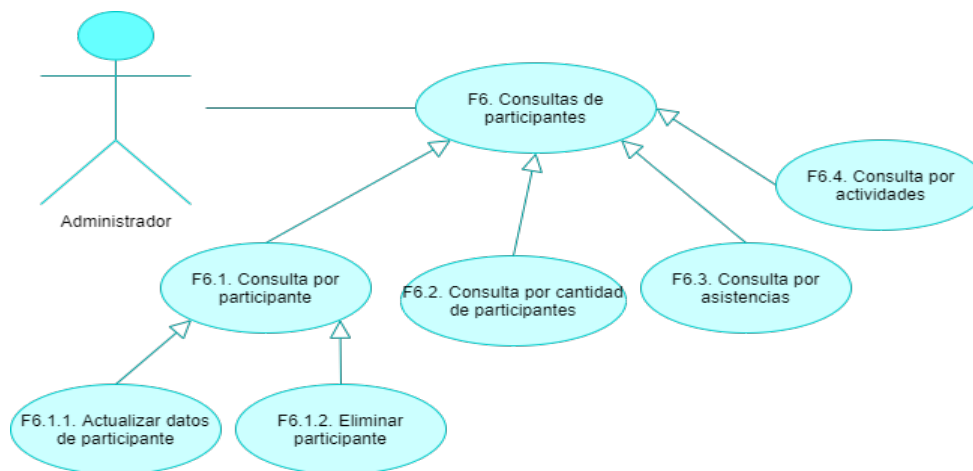 F6. Consultas de
participantes
F6.4. Consulta por
actividades
Administrador
F6.1. Consulta por
participante
F6.2. Consulta por cantidad
de participantes
F6.3. Consulta por
asistencias
F6.1.1. Actualizar datos
de participante
F6.1.2. Eliminar
participante